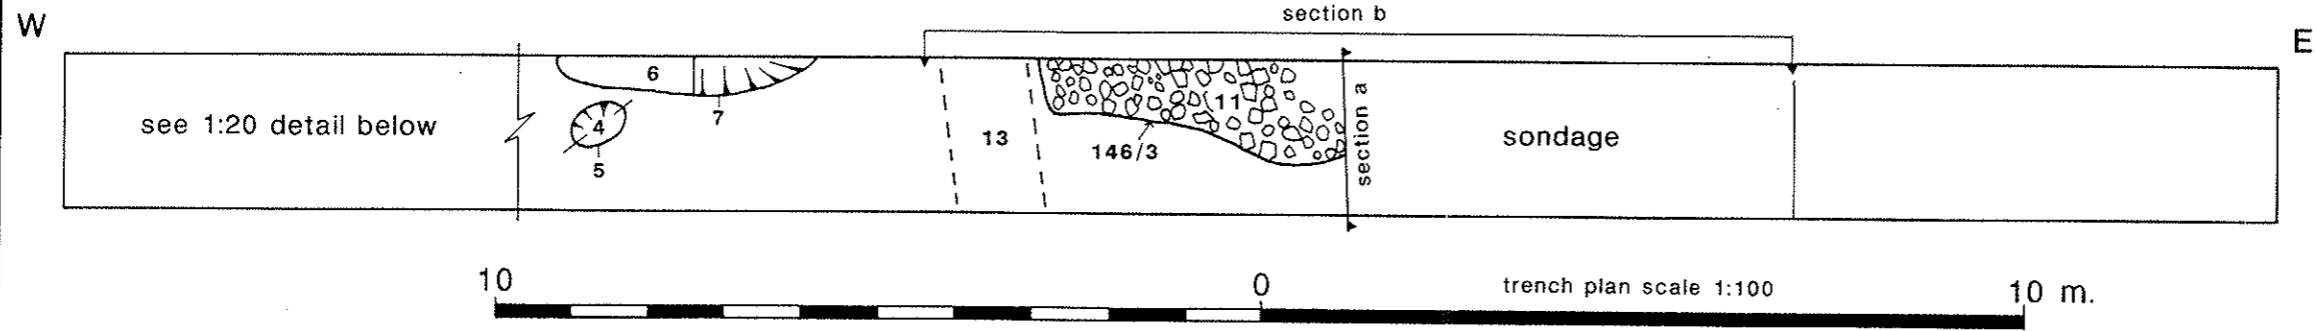 section b
W
E
6
see 1:20 detail below
4
7
5
13
11
146/3
section a
sondage
10
0
trench plan scale 1:100
10 m.